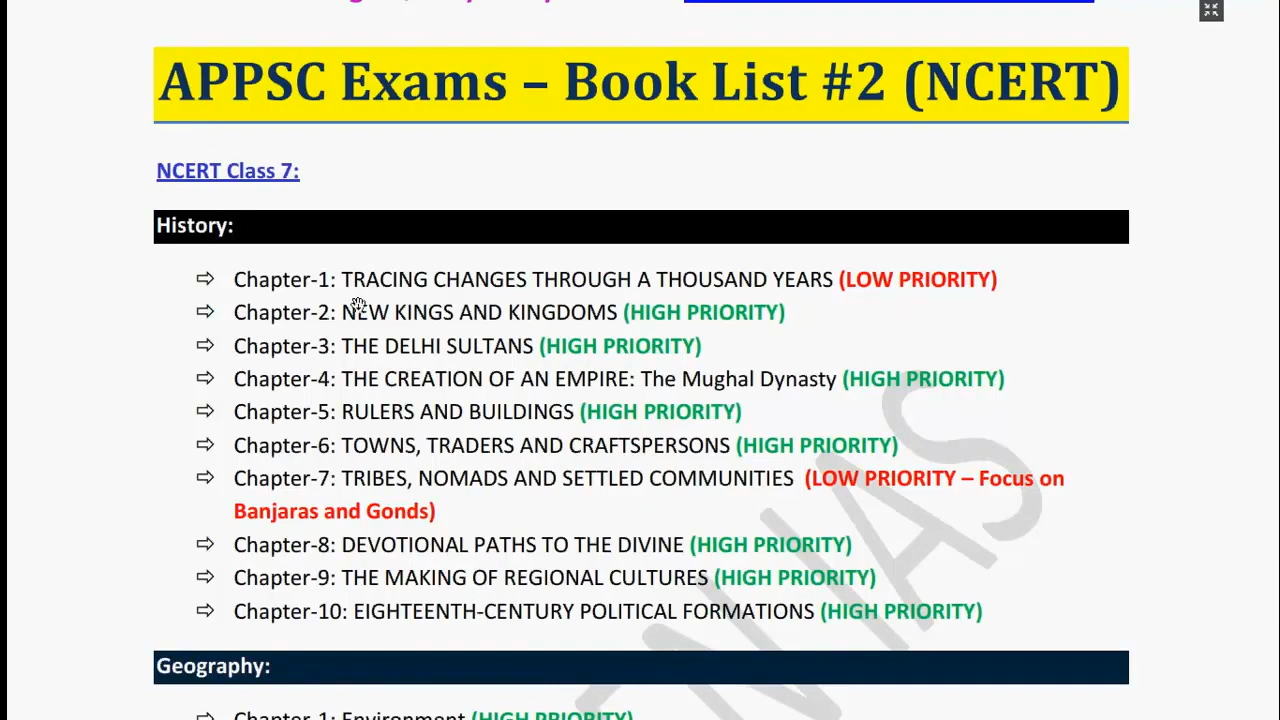 APPSC Exams – Book List #2 (NCERT)
NCERT Class 7:
History:
⇨ Chapter-1: TRACING CHANGES THROUGH A THOUSAND YEARS (LOW PRIORITY)
⇨ Chapter-2: NEW KINGS AND KINGDOMS (HIGH PRIORITY)
⇨ Chapter-3: THE DELHI SULTANS (HIGH PRIORITY)
⇨ Chapter-4: THE CREATION OF AN EMPIRE: The Mughal Dynasty (HIGH PRIORITY)
⇨ Chapter-5: RULERS AND BUILDINGS (HIGH PRIORITY)
⇨ Chapter-6: TOWNS, TRADERS AND CRAFTSPERSONS (HIGH PRIORITY)
⇨ Chapter-7: TRIBES, NOMADS AND SETTLED COMMUNITIES (LOW PRIORITY – Focus on
Banjaras and Gonds)
⇨ Chapter-8: DEVOTIONAL PATHS TO THE DIVINE (HIGH PRIORITY)
⇨ Chapter-9: THE MAKING OF REGIONAL CULTURES (HIGH PRIORITY)
⇨ Chapter-10: EIGHTEENTH-CENTURY POLITICAL FORMATIONS (HIGH PRIORITY)
IAS
Geography:
⇨ Chapter-1: Environment (HIGH PRIORITY)